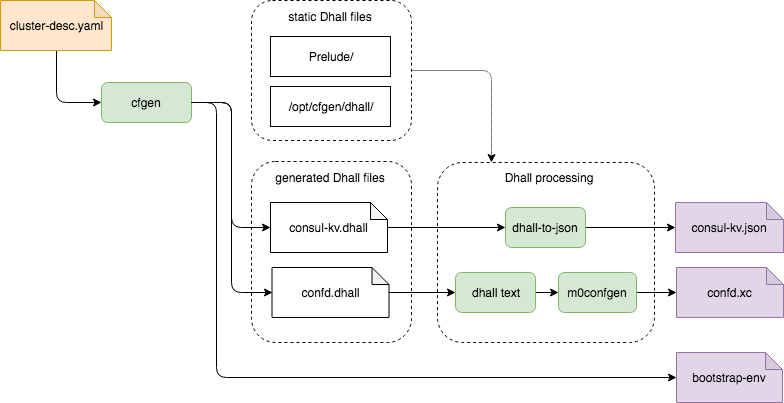 cluster-desc.yaml
cfgen
static Dhall files
Prelude/
/opt/cfgen/dhall/
generated Dhall files
consul-kv.dhall
confd.dhall
Dhall processing
dhall-to-json
dhall text
m0confgen
consul-kv.json
confd.xc
bootstrap-env